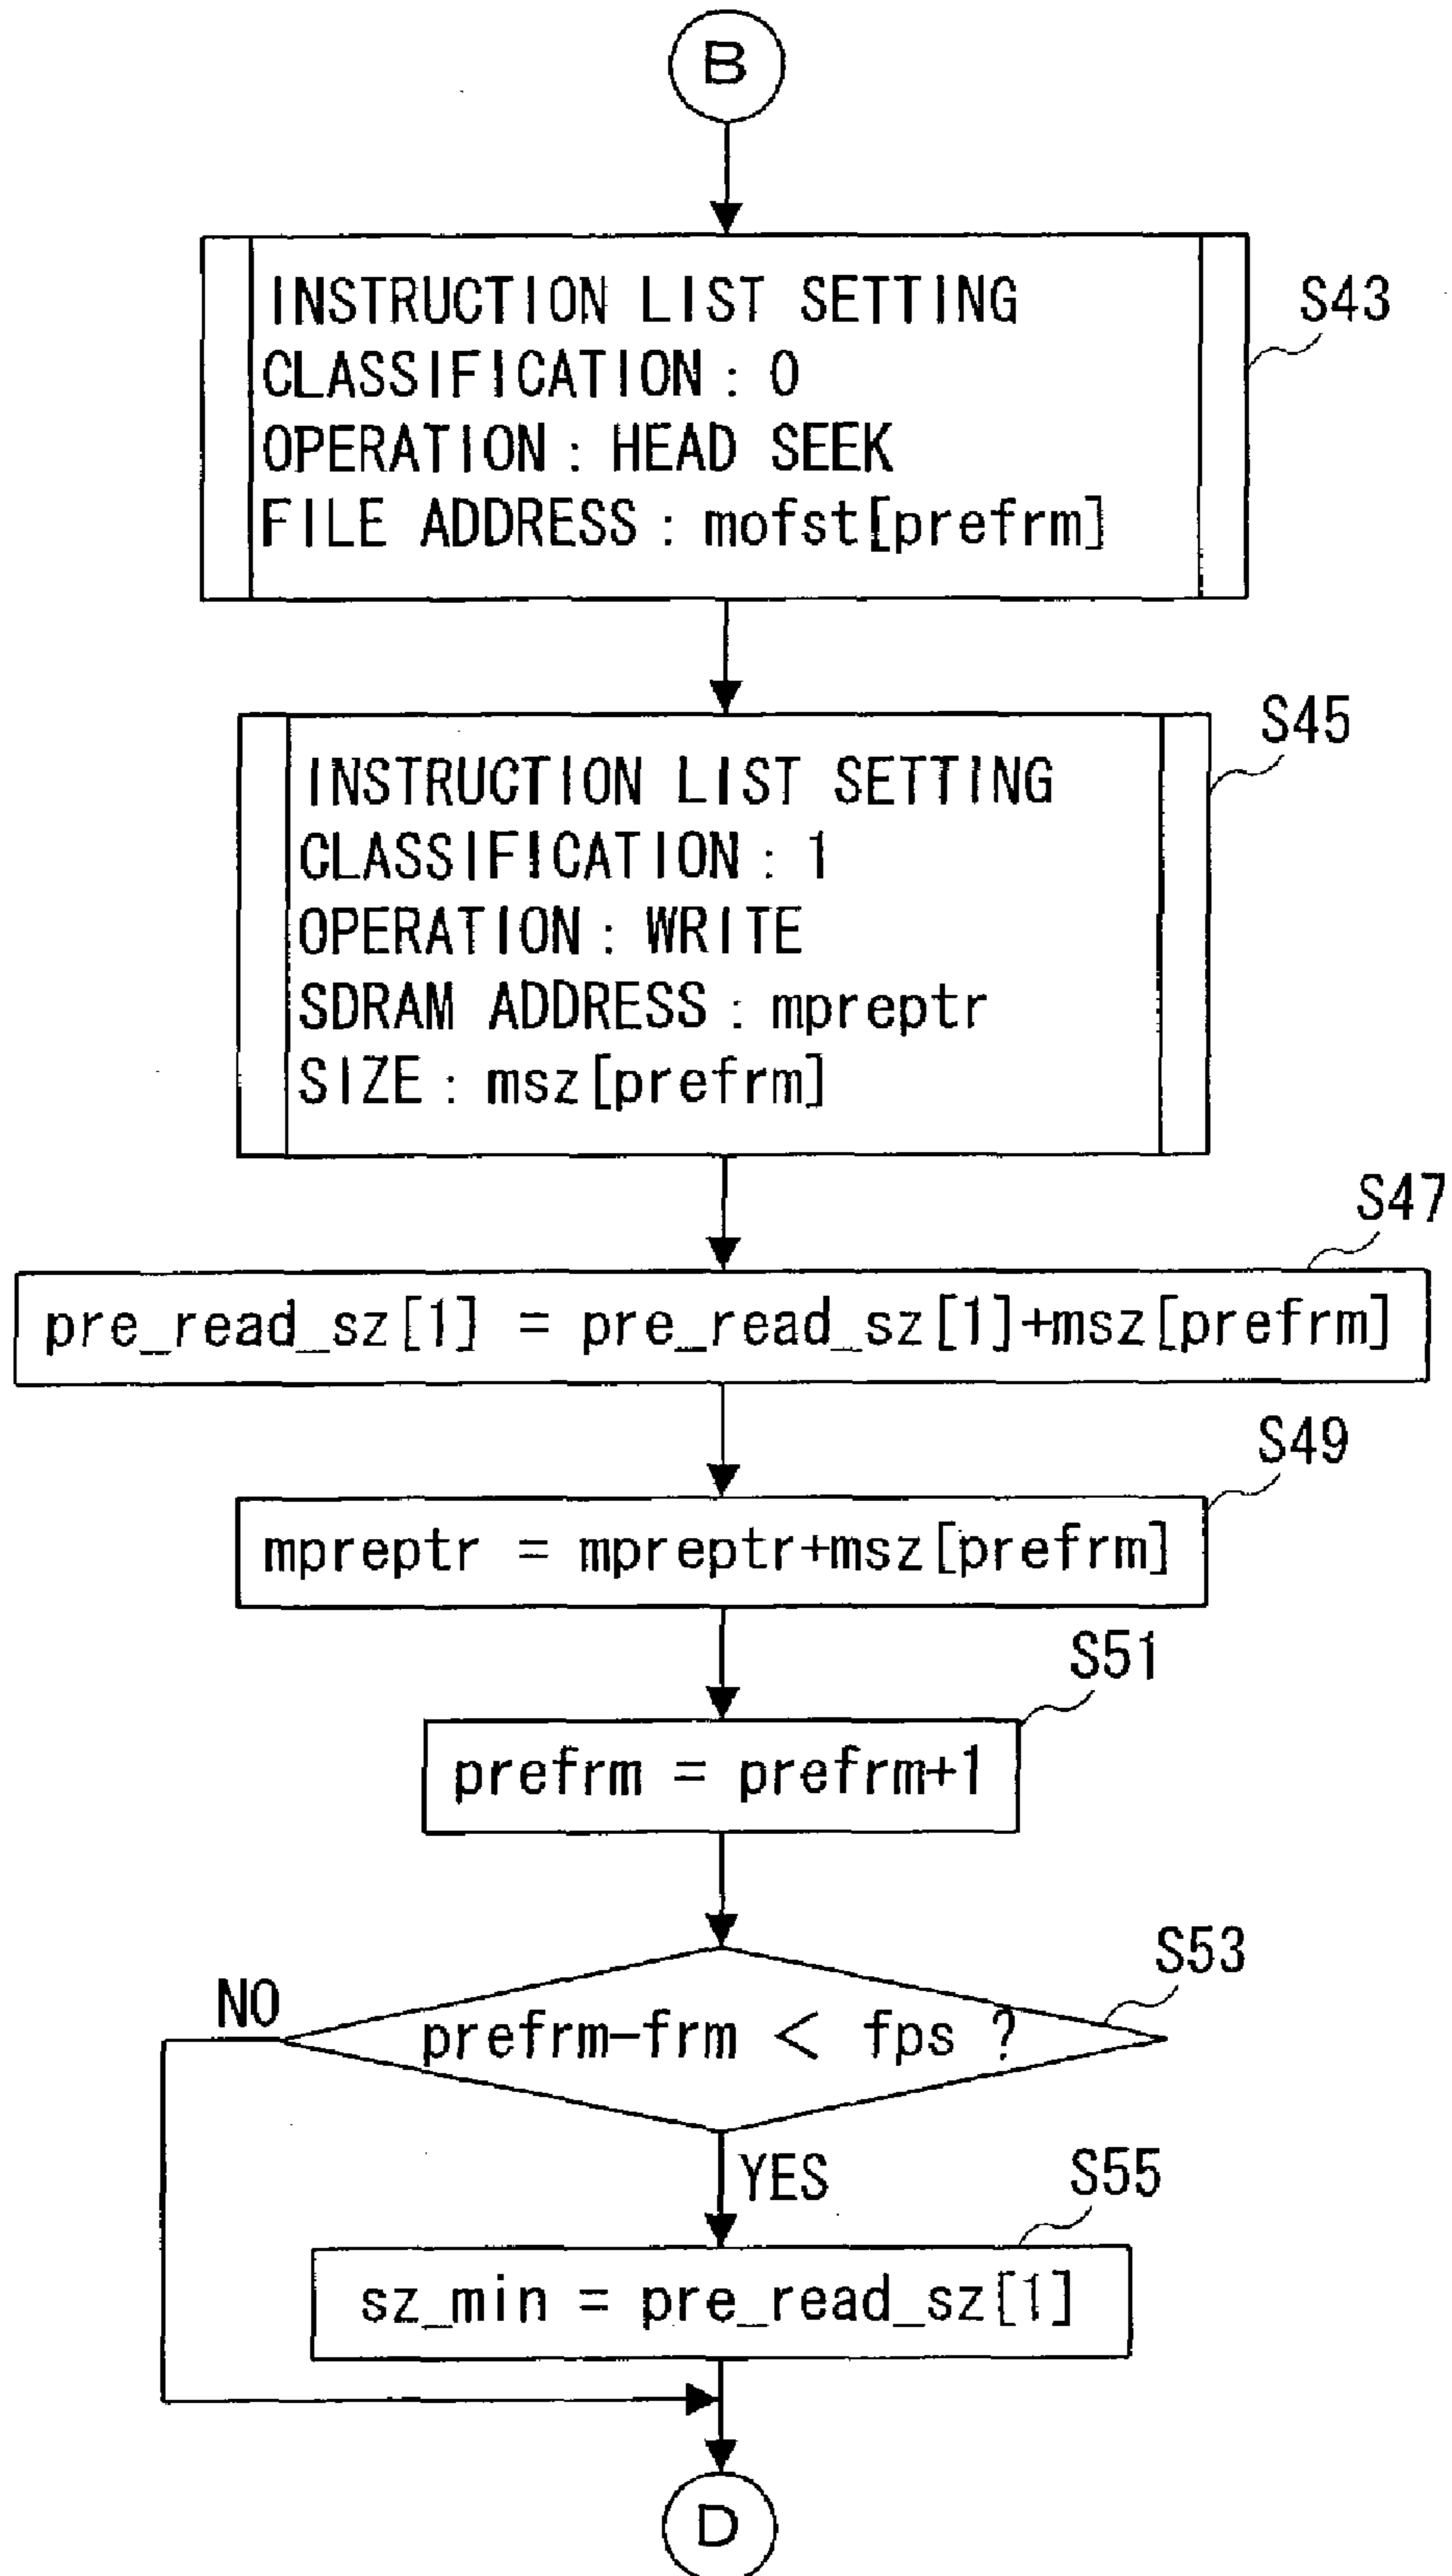 B
INSTRUCTION LIST SETTING
CLASSIFICATION : 0
OPERATION : HEAD SEEK
FILE ADDRESS : mofst[prefrm]
S43
INSTRUCTION LIST SETTING
CLASSIFICATION : 1
OPERATION : WRITE
SDRAM ADDRESS : mpreptr
SIZE : msz[prefrm]
S45
S47
pre_read_sz[1] = pre_read_sz[1]+msz[prefrm]
S49
mpreptr = mpreptr+msz[prefrm]
S51
prefrm = prefrm+1
S53
NO
prefrm-frm < fps ?
YES
S55
sz_min = pre_read_sz[1]
D